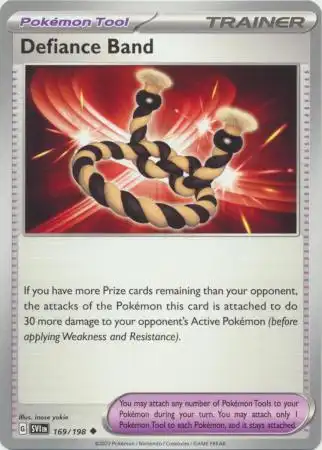 Pokémon Tool TRAINER
Defiance Band
If you have more Prize cards remaining than your opponent,
the attacks of the Pokémon this card is attached to do
30 more damage to your opponent's Active Pokémon (before
applying Weakness and Resistance).
Illus. inose yukie
You may attach any number of Pokémon Tools to your
Pokémon during your turn. You may attach only 1
Pokémon Tool to each Pokémon, and it stays attached.
G SVI EN 169/198
©2023 Pokémon / Nintendo / Creatures / GAME FREAK